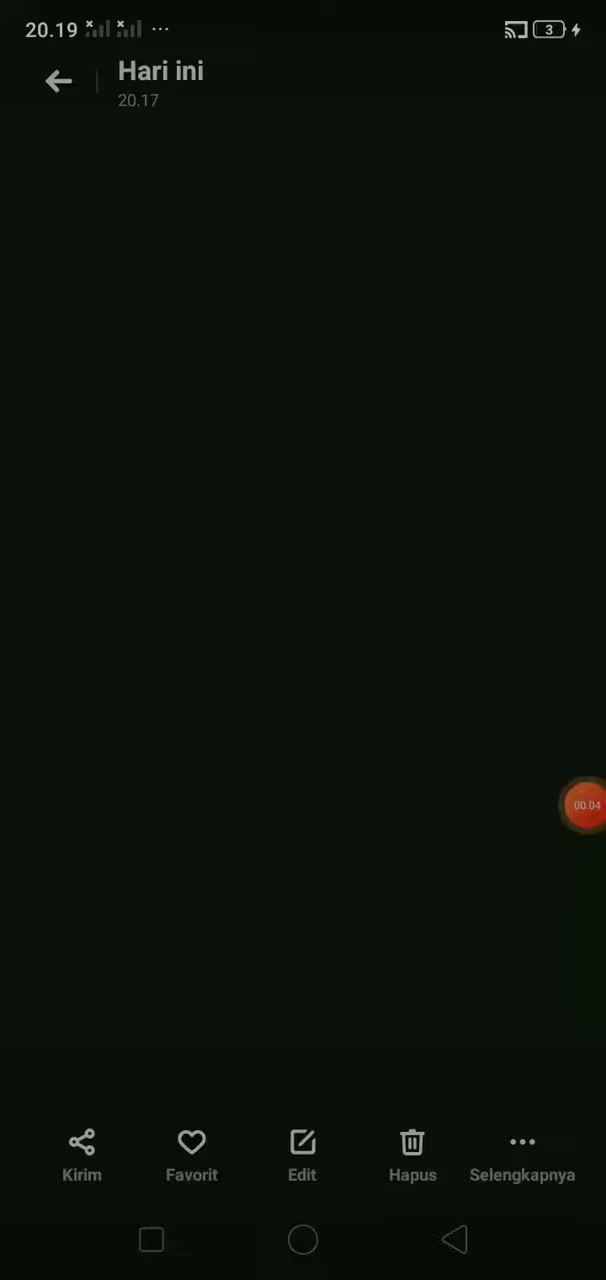 20.19
3
Hari ini
20.17
00:04
Kirim
Favorit
Edit
Hapus
Selengkapnya